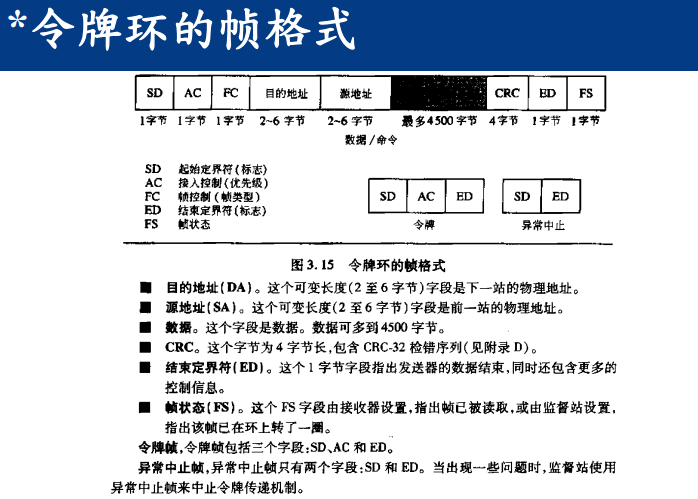 *令牌环的帧格式
SD AC FC 目的地址 源地址 CRC ED FS
1字节 1字节 1字节 2~6 字节 2~6 字节 最多4500 字节 4字节 1字节 1字节
数据/命令
SD 起始定界符(标志)
AC 接入控制(优先级)
FC 帧控制(帧类型)
ED 结束定界符(标志)
FS 帧状态
SD AC ED SD ED
令牌 异常中止
图3.15 令牌环的帧格式
■ 目的地址(DA)。这个可变长度(2 至 6 字节)字段是下一站的物理地址。
■ 源地址(SA)。这个可变长度(2 至 6 字节)字段是前一站的物理地址。
■ 数据。这个字段是数据。数据可多到 4500 字节。
■ CRC。这个字节为 4 字节长,包含 CRC-32 检错序列(见附录 D)。
■ 结束定界符(ED)。这个 1 字节字段指出发送器的数据结束,同时还包含更多的
控制信息。
■ 帧状态(FS)。这个 FS 字段由接收器设置,指出帧已被读取,或由监督站设置,
指出该帧已在环上转了一圈。
令牌帧,令牌帧包括三个字段:SD、AC 和 ED。
异常中止帧,异常中止帧只有两个字段:SD 和 ED。当出现一些问题时,监督站使用
异常中止帧来中止令牌传递机制。